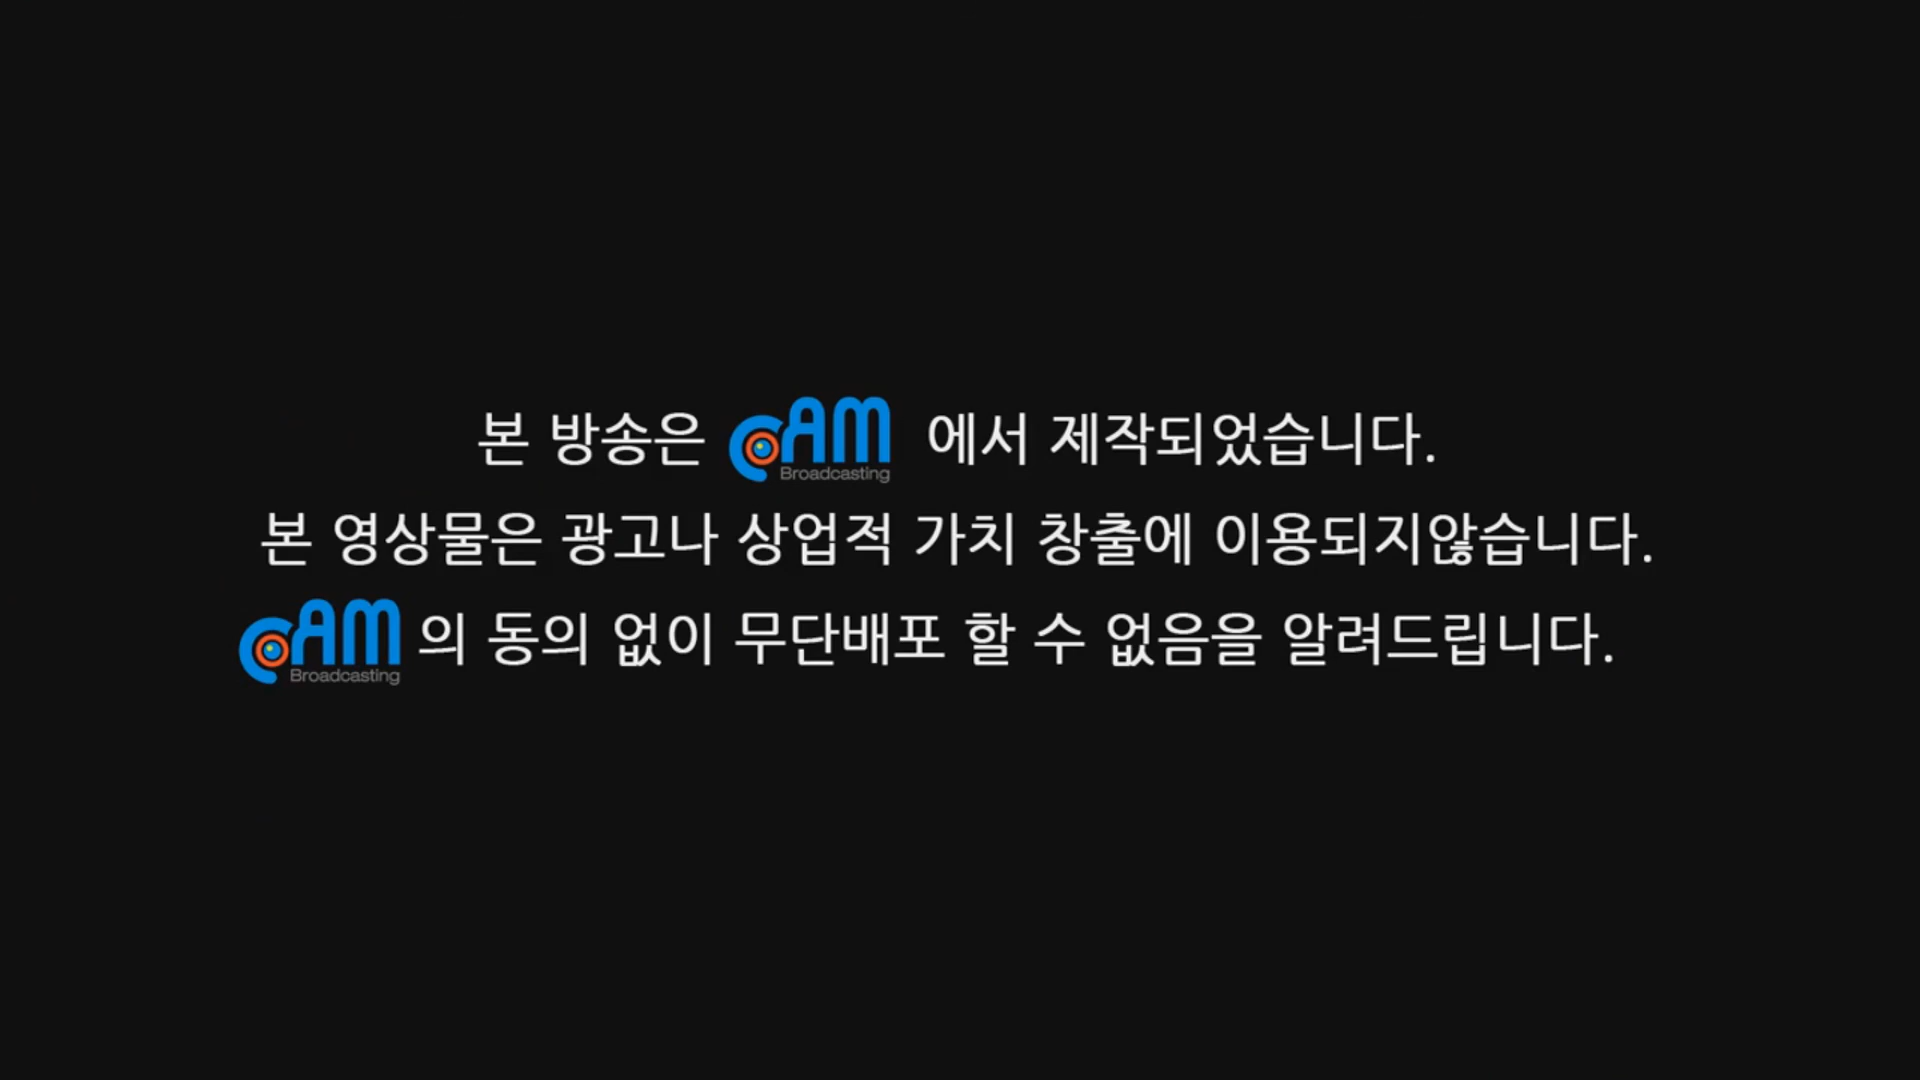 본 방송은 CAM Broadcasting 에서 제작되었습니다.
본 영상물은 광고나 상업적 가치 창출에 이용되지않습니다.
CAM Broadcasting 의 동의 없이 무단배포 할 수 없음을 알려드립니다.